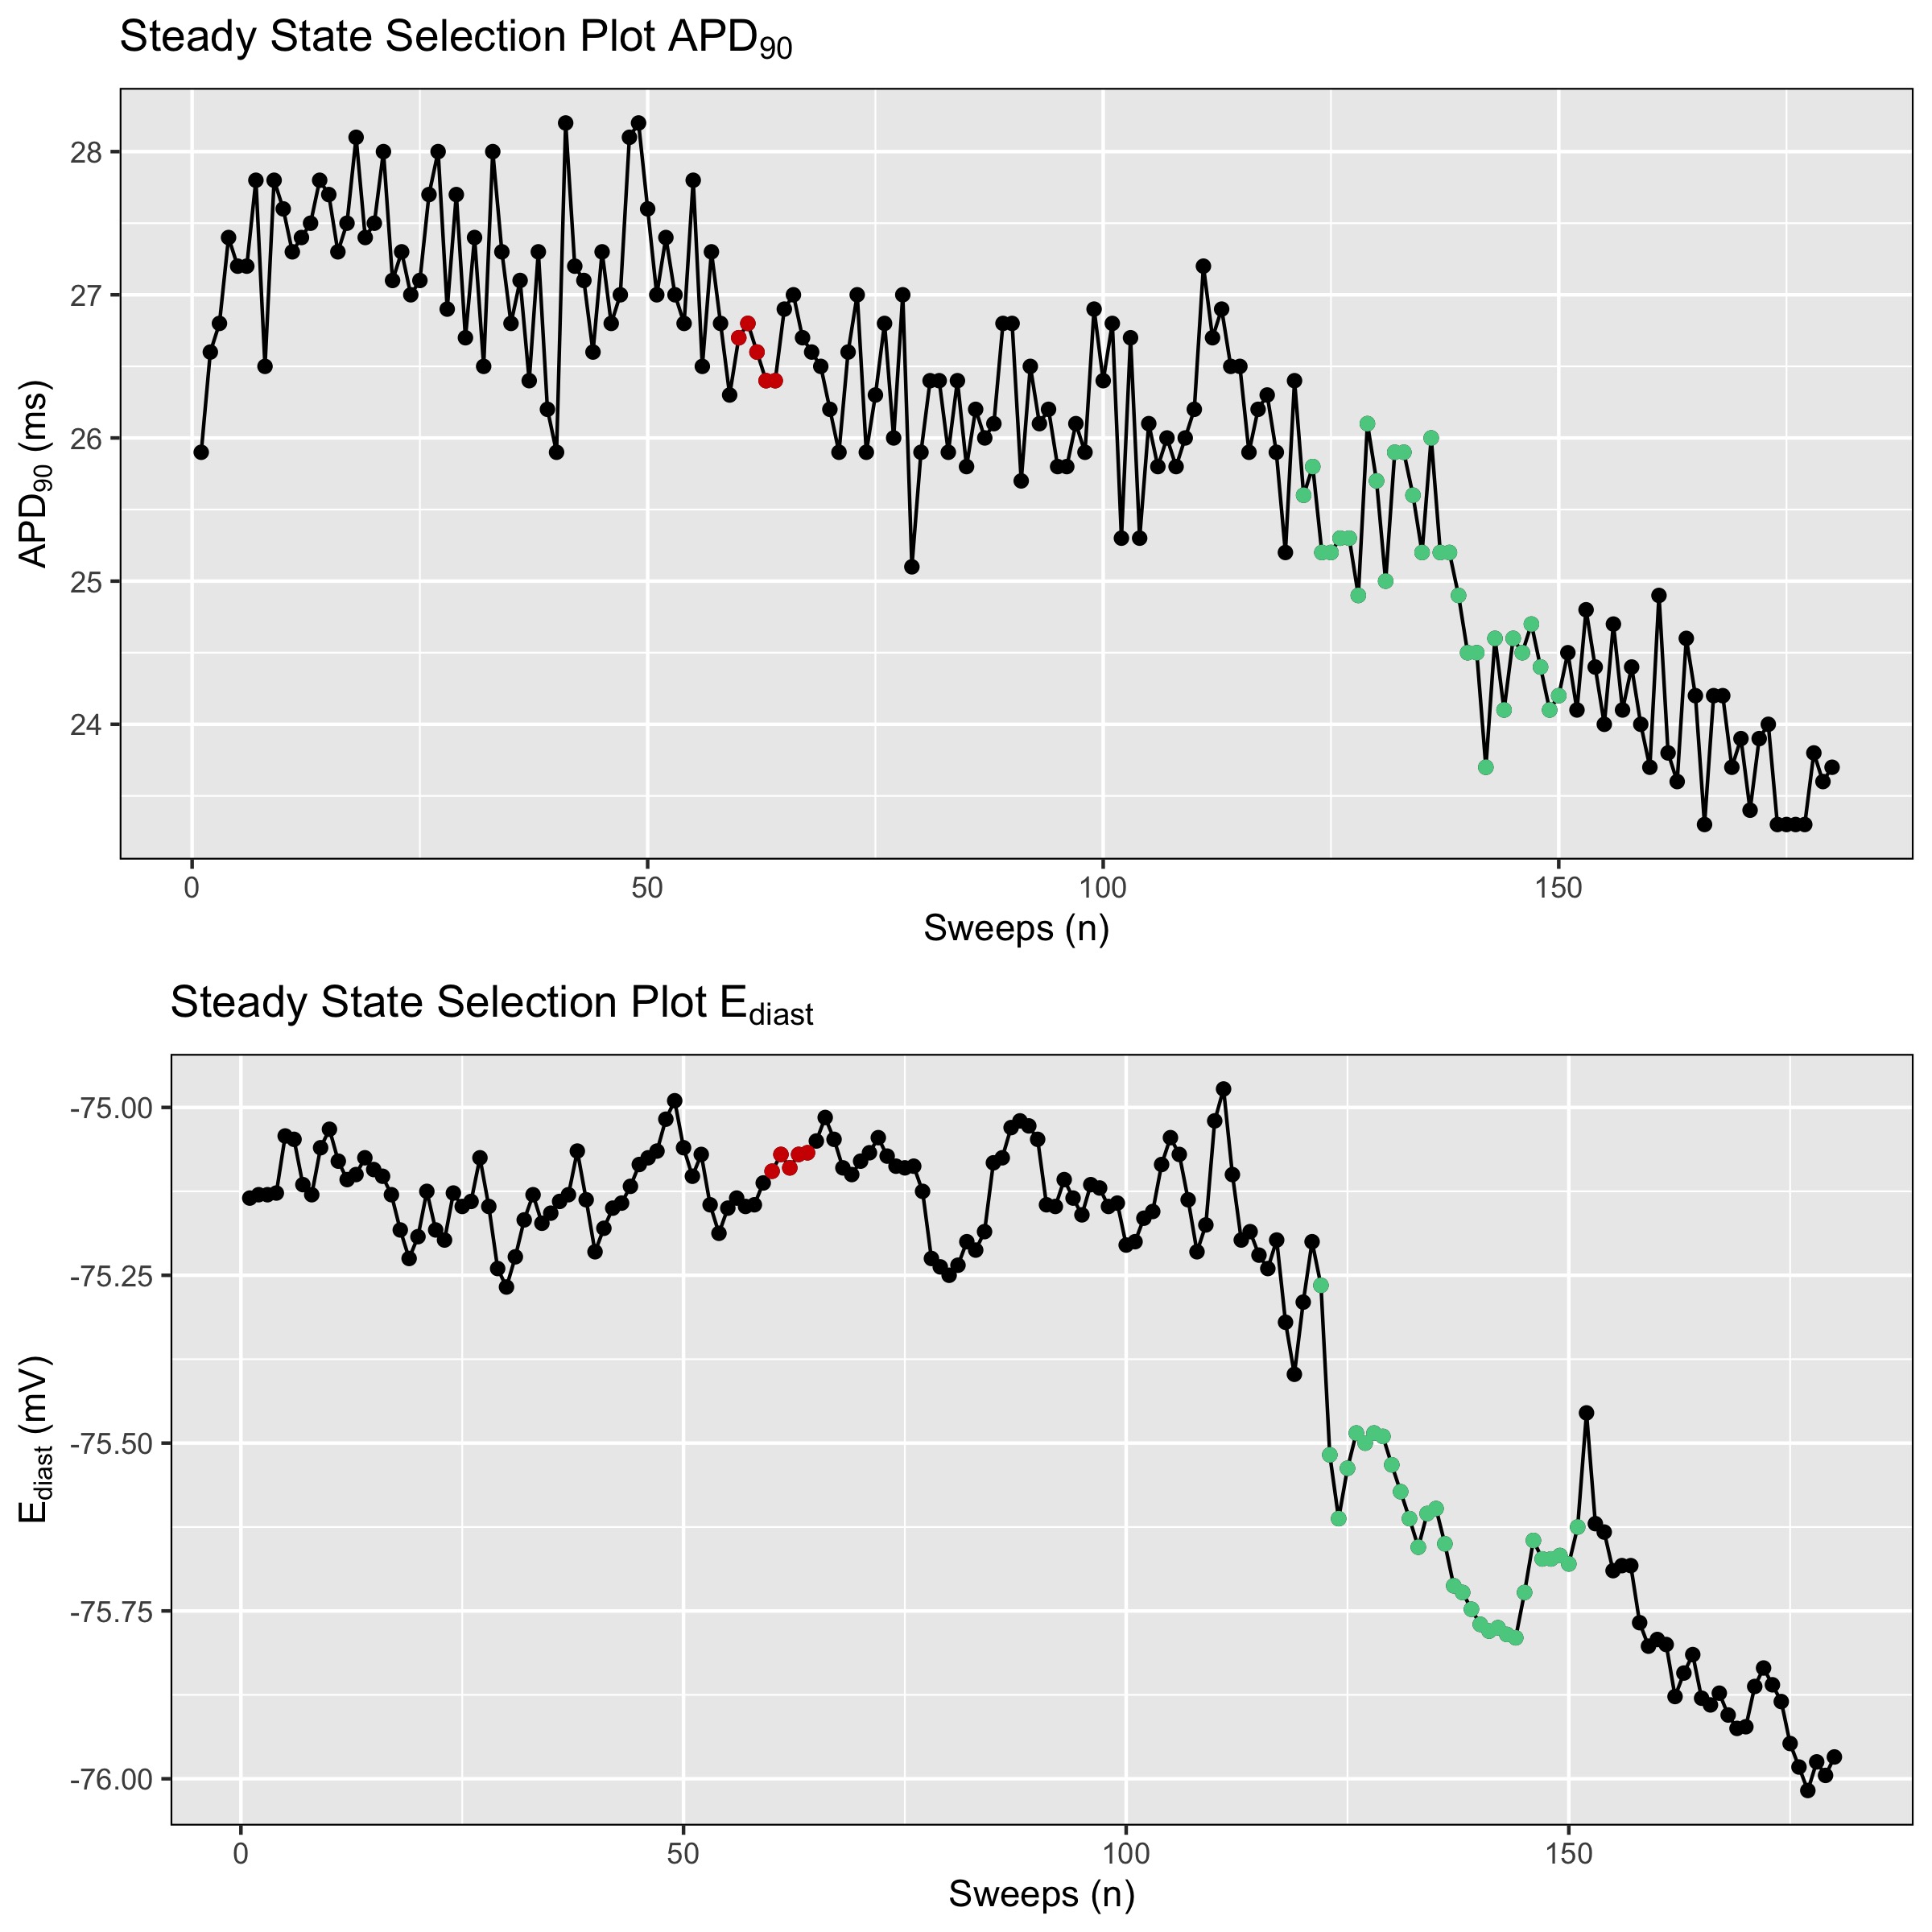 Steady State Selection Plot APD90
28
27
26
25
24
APD90 (ms)
0 50 100 150
Sweeps (n)
Steady State Selection Plot Ediast
-75.00
-75.25
-75.50
-75.75
-76.00
Ediast (mV)
0 50 100 150
Sweeps (n)